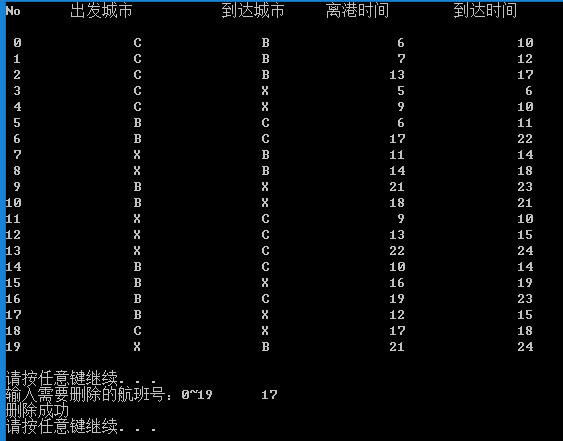 No 出发城市 到达城市 离港时间 到达时间
0 C B 6 10
1 C B 7 12
2 C B 13 17
3 C X 5 6
4 C X 9 10
5 B C 6 11
6 B C 17 22
7 X B 11 14
8 X B 14 18
9 B X 21 23
10 B X 18 21
11 X C 9 10
12 X C 13 15
13 X C 22 24
14 B C 10 14
15 B X 16 19
16 B C 19 23
17 B X 12 15
18 C X 17 18
19 X B 21 24
请按任意键继续. . .
输入需要删除的航班号：0~19 17
删除成功
请按任意键继续. . .